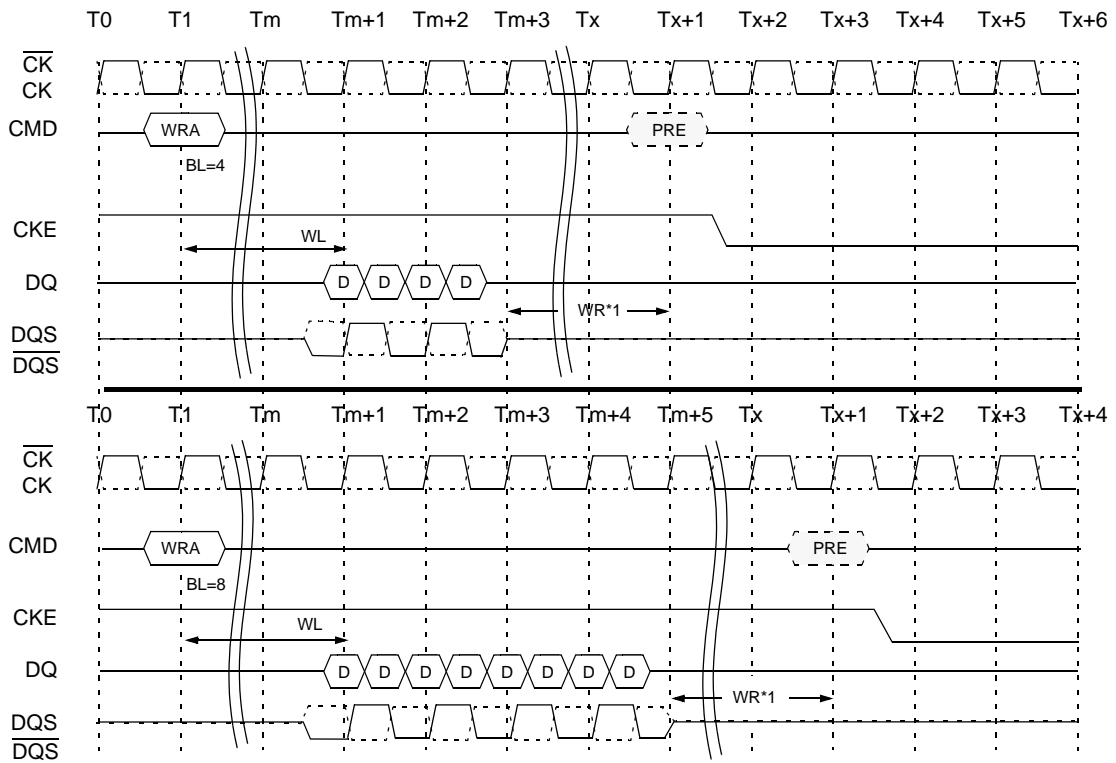 T0 T1 Tm Tm+1 Tm+2 Tm+3 Tx Tx+1 Tx+2 Tx+3 Tx+4 Tx+5 Tx+6
CK
CK
CMD WRA PRE
BL=4
CKE
WL
DQ D D D D
WR*1
DQS
DQS
T0 T1 Tm Tm+1 Tm+2 Tm+3 Tm+4 Tm+5 Tx Tx+1 Tx+2 Tx+3 Tx+4
CK
CK
CMD WRA PRE
BL=8
CKE
WL
DQ D D D D D D D D
WR*1
DQS
DQS